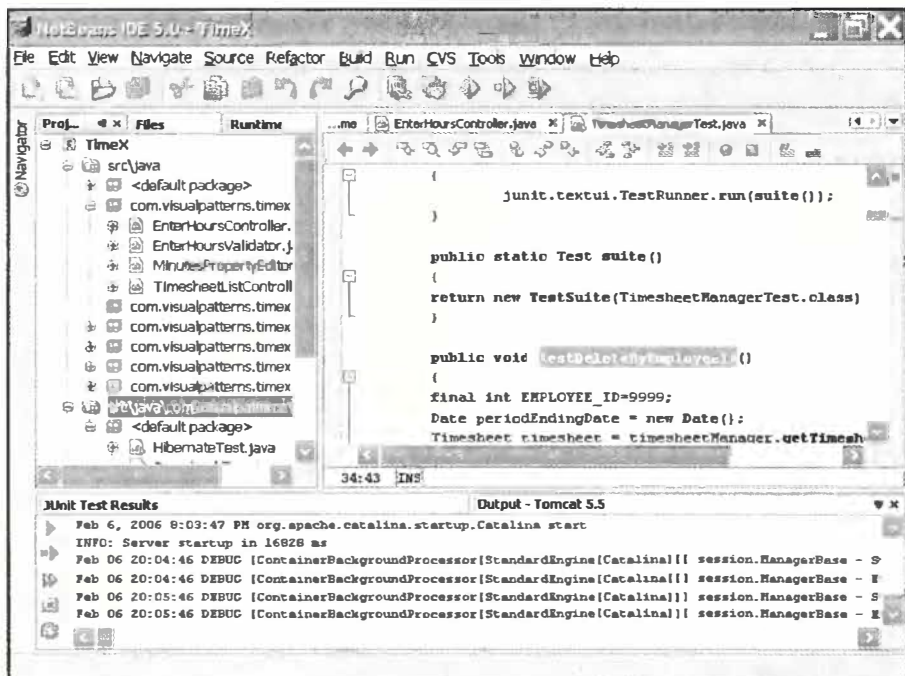 NetBeans IDE 5.0 - TimeX
File Edit View Navigate Source Refactor Build Run CVS Tools Window Help
Navigator
Proj... Files Runtime
TimeX
src\java
<default package>
com.visualpatterns.timex
EnterHoursController.
EnterHoursValidator.j
MinutesPropertyEditor
TimesheetListControll
com.visualpatterns.timex
com.visualpatterns.timex
com.visualpatterns.timex
com.visualpatterns.timex
com.visualpatterns.timex
src\java\com
<default package>
HibernateTest.java
...me EnterHoursController.java TimesheetManagerTest.java
{
junit.textui.TestRunner.run(suite());
}
public static Test suite()
{
return new TestSuite(TimesheetManagerTest.class)
}
public void testDeleteByEmployeeId()
{
final int EMPLOYEE_ID=9999;
Date periodEndingDate = new Date();
Timesheet timesheet = timesheetManager.getTimesh
34:43 INS
JUnit Test Results Output - Tomcat 5.5
Feb 6, 2006 8:03:47 PM org.apache.catalina.startup.Catalina start
INFO: Server startup in 16828 ms
Feb 06 20:04:46 DEBUG [ContainerBackgroundProcessor[StandardEngine[Catalina]][ session.ManagerBase - S
Feb 06 20:04:46 DEBUG [ContainerBackgroundProcessor[StandardEngine[Catalina]][ session.ManagerBase - E
Feb 06 20:05:46 DEBUG [ContainerBackgroundProcessor[StandardEngine[Catalina]]] session.ManagerBase - S
Feb 06 20:05:46 DEBUG [ContainerBackgroundProcessor[StandardEngine[Catalina]][ session.ManagerBase - E